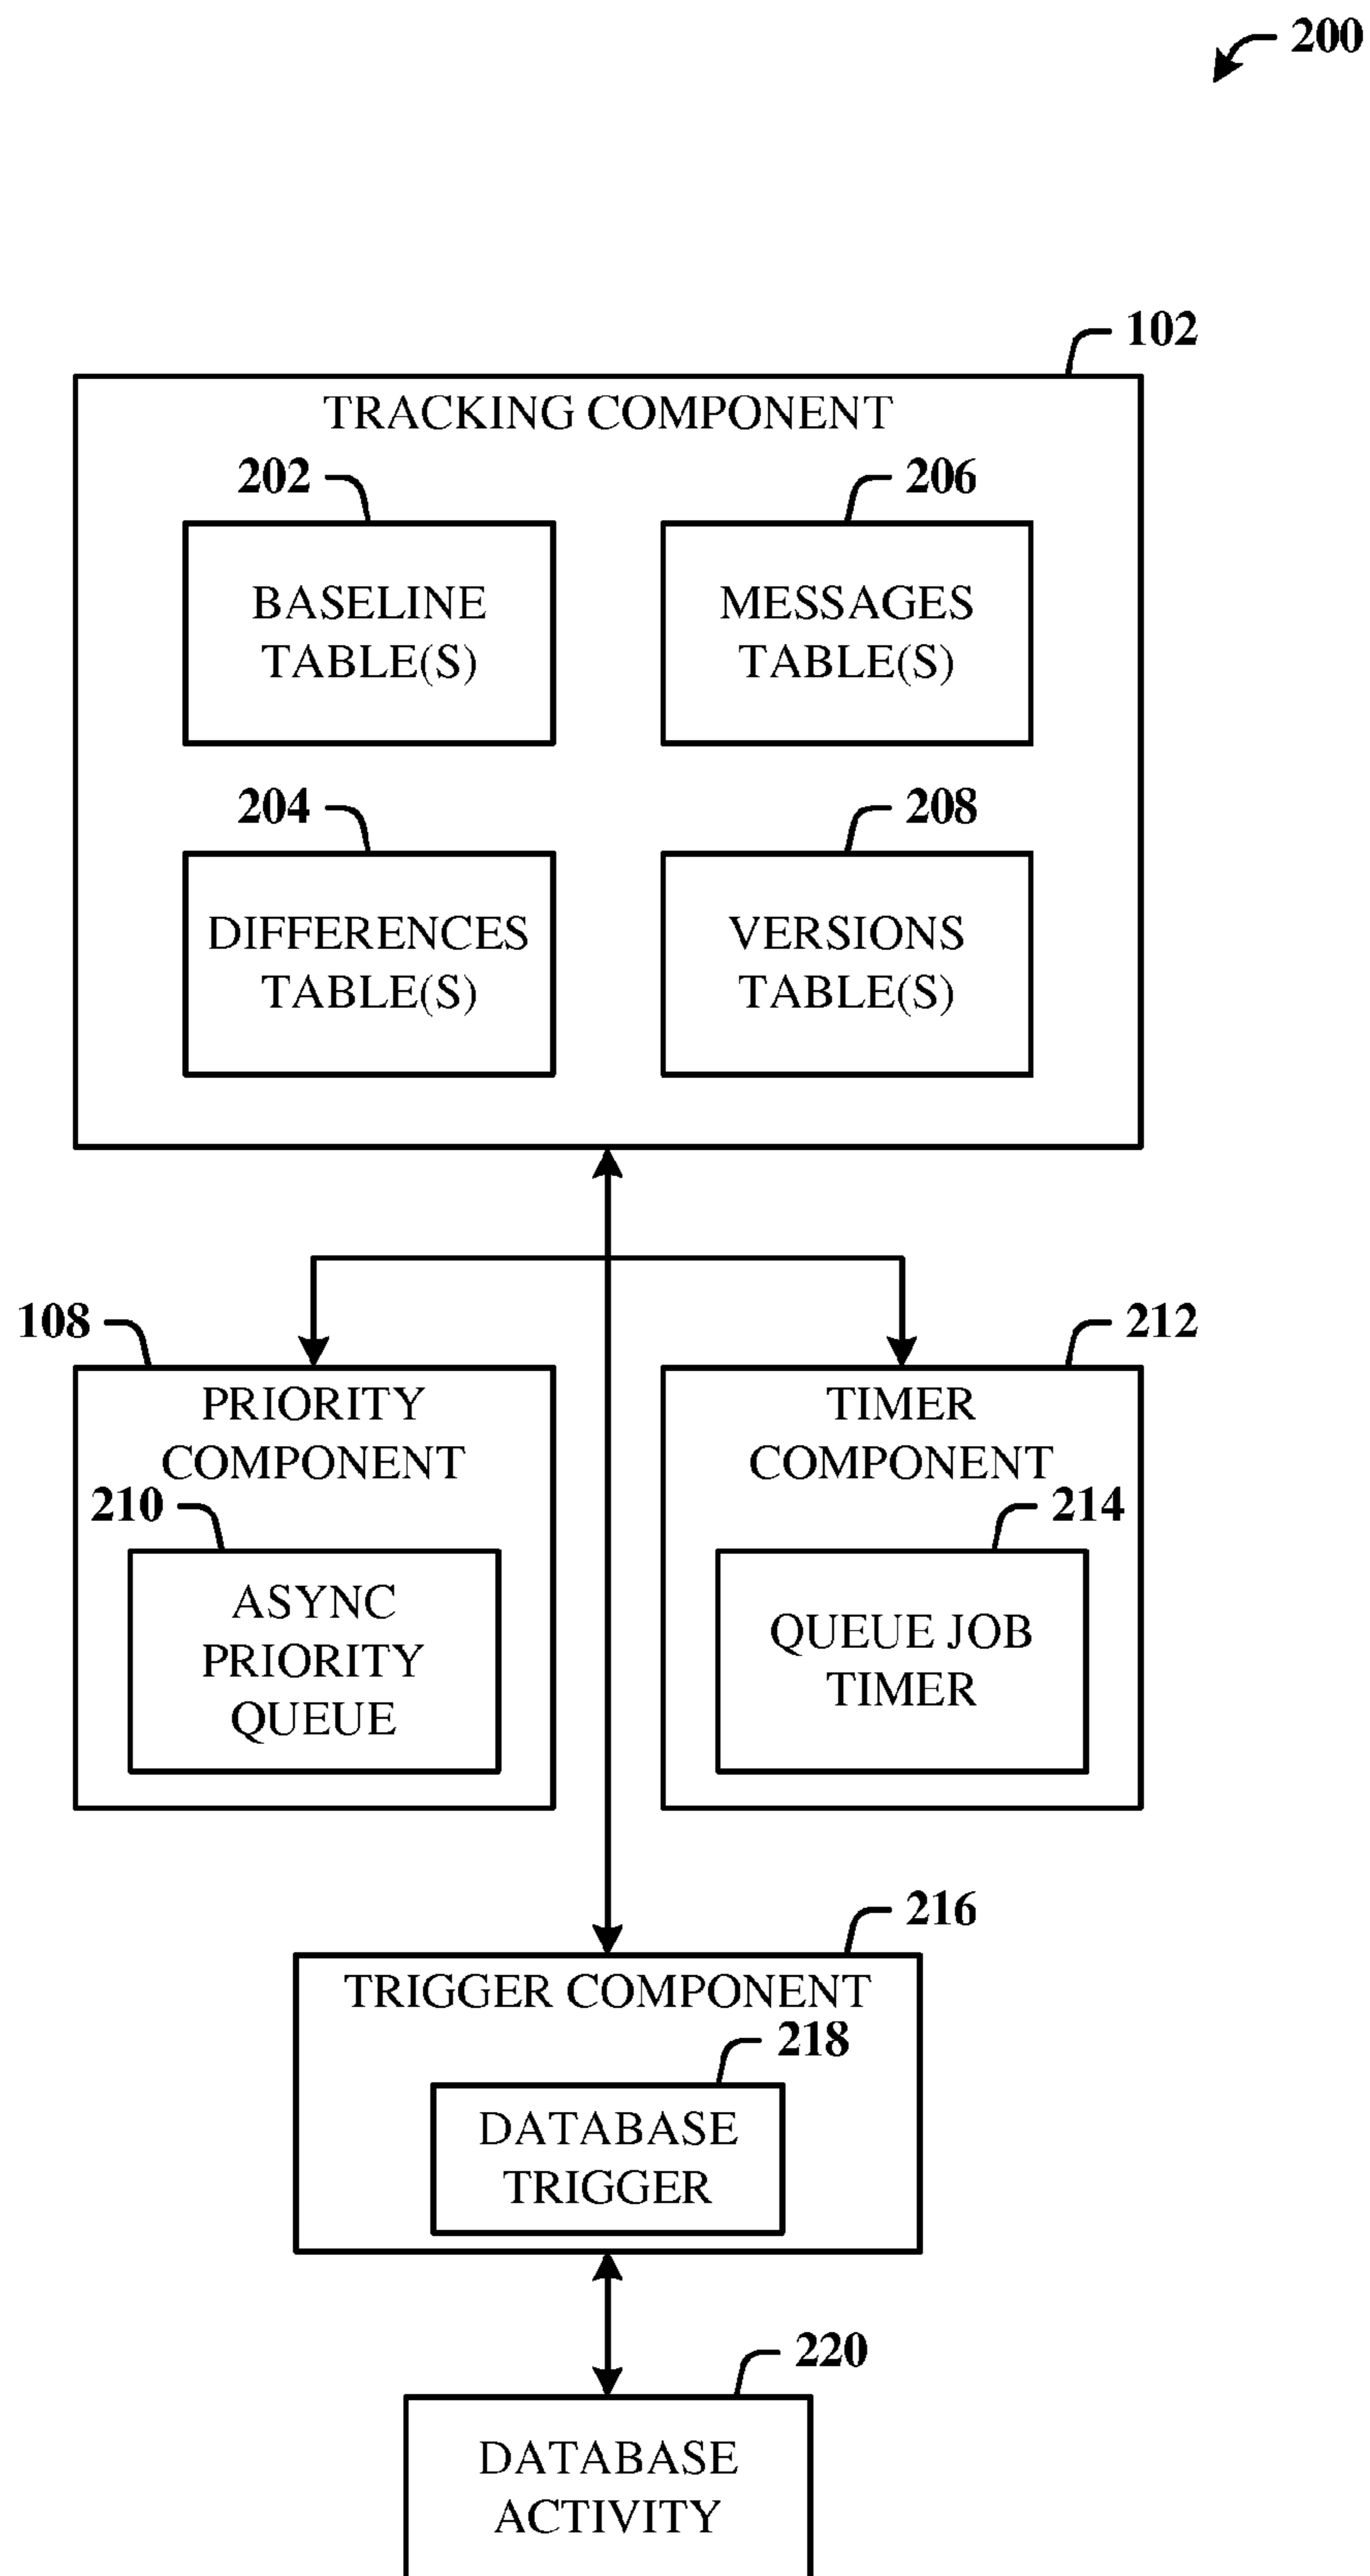 200
102
TRACKING COMPONENT
202
206
BASELINE
TABLE(S)
MESSAGES
TABLE(S)
204
208
DIFFERENCES
TABLE(S)
VERSIONS
TABLE(S)
108
212
PRIORITY
COMPONENT
TIMER
COMPONENT
210
214
ASYNC
PRIORITY
QUEUE
QUEUE JOB
TIMER
216
TRIGGER COMPONENT
218
DATABASE
TRIGGER
220
DATABASE
ACTIVITY